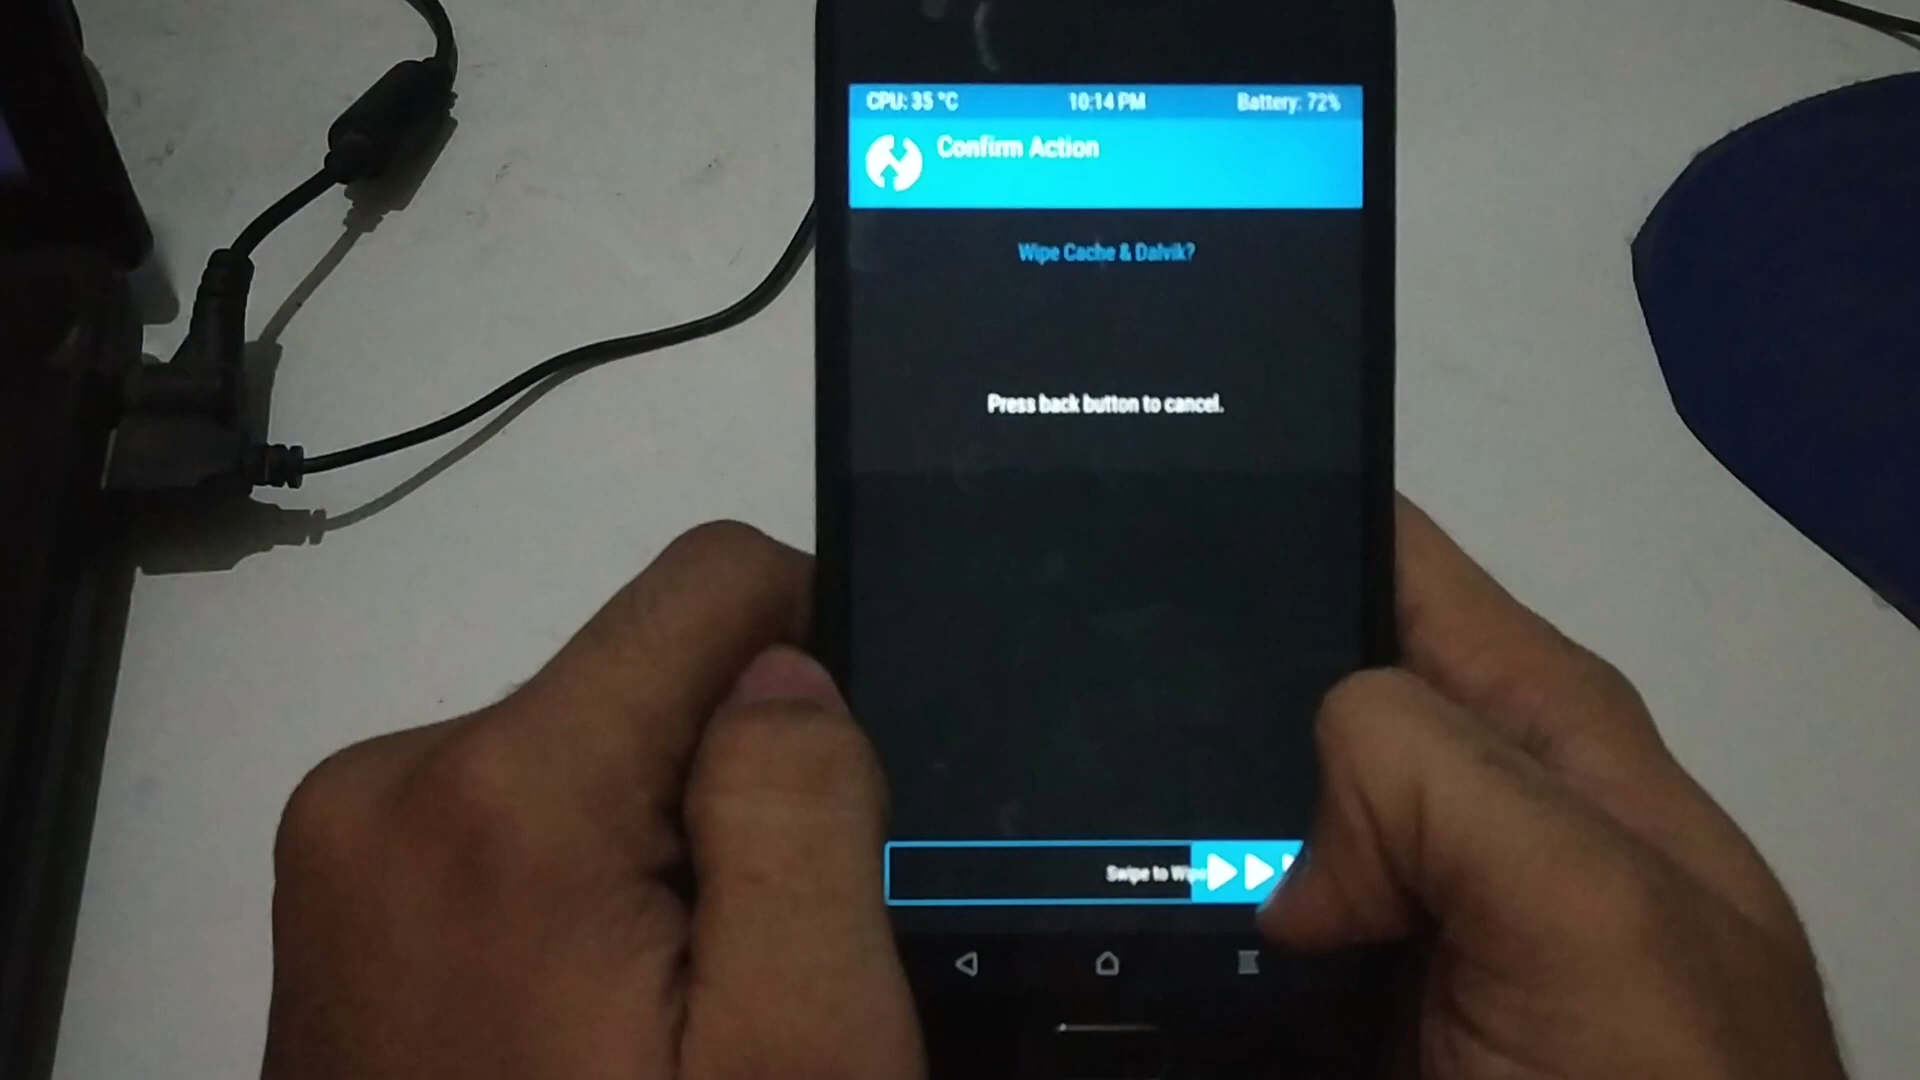 CPU: 35 °C 10:14 PM Battery: 72%
Confirm Action
Wipe Cache & Dalvik?
Press back button to cancel.
Swipe to Wipe